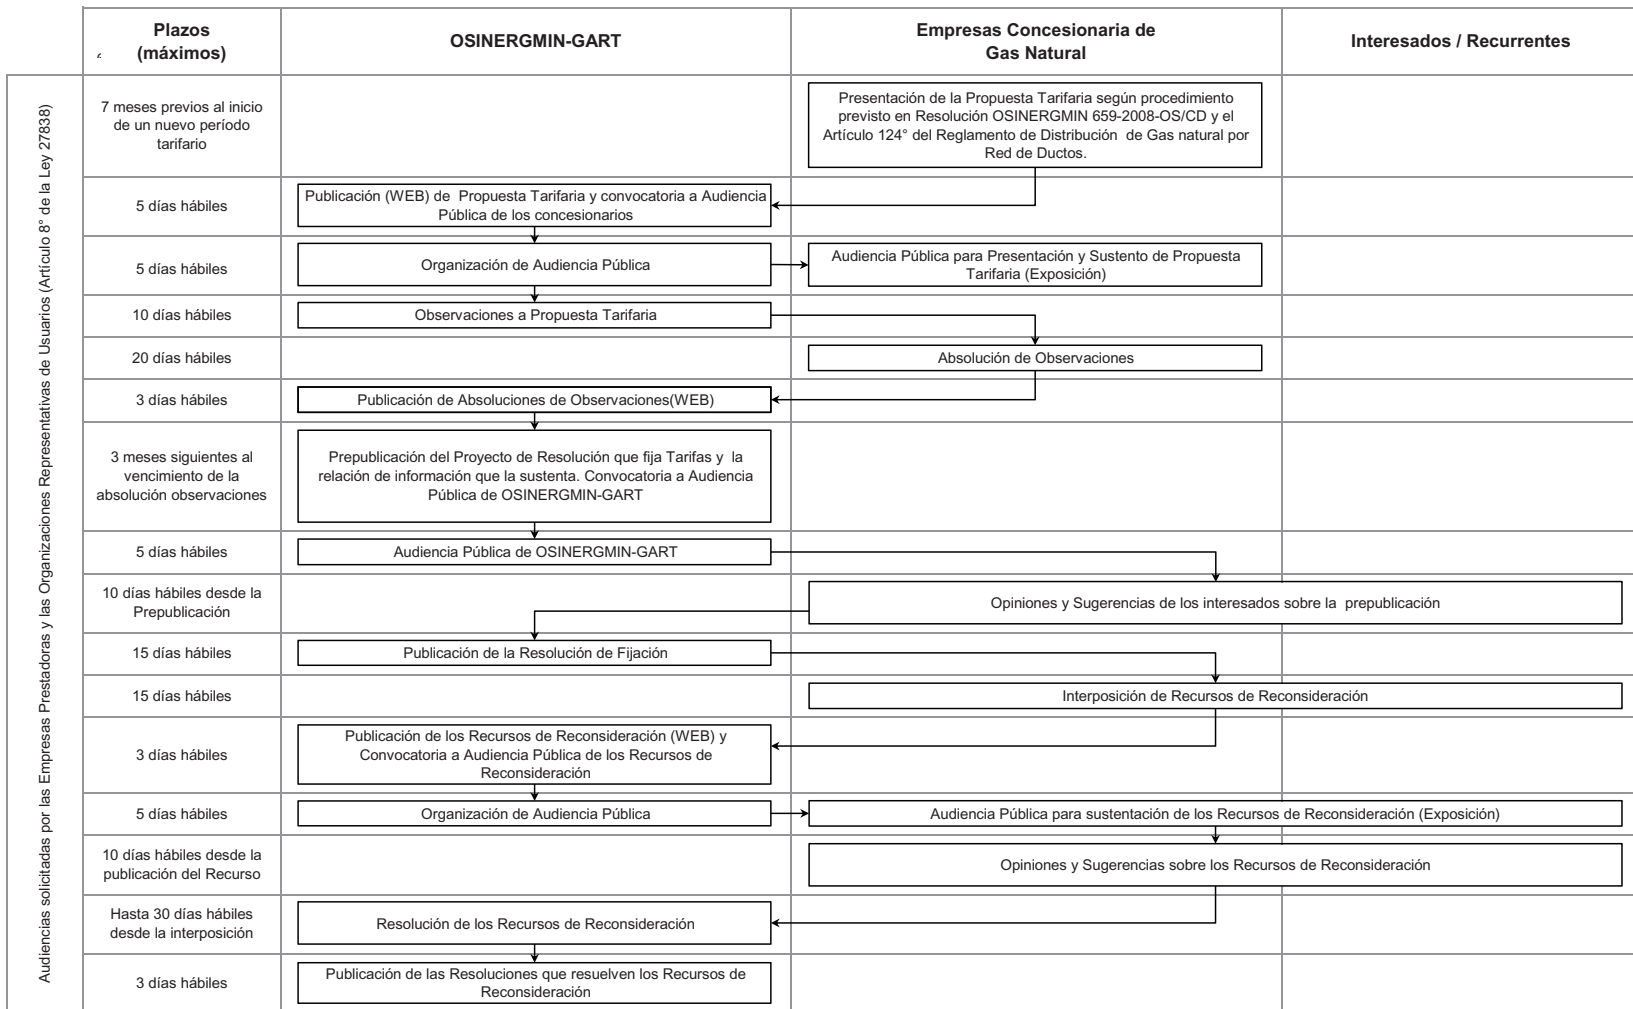 Plazos
(máximos)
OSINERGMIN-GART
Empresas Concesionaria de
Gas Natural
Interesados / Recurrentes
Audiencias solicitadas por las Empresas Prestadoras y las Organizaciones Representativas de Usuarios (Artículo 8° de la Ley 27838)
7 meses previos al inicio
de un nuevo período
tarifario
Presentación de la Propuesta Tarifaria según procedimiento
previsto en Resolución OSINERGMIN 659-2008-OS/CD y el
Artículo 124° del Reglamento de Distribución de Gas natural por
Red de Ductos.
5 días hábiles
Publicación (WEB) de Propuesta Tarifaria y convocatoria a Audiencia
Pública de los concesionarios
5 días hábiles
Organización de Audiencia Pública
Audiencia Pública para Presentación y Sustento de Propuesta
Tarifaria (Exposición)
10 días hábiles
Observaciones a Propuesta Tarifaria
20 días hábiles
Absolución de Observaciones
3 días hábiles
Publicación de Absoluciones de Observaciones(WEB)
3 meses siguientes al
vencimiento de la
absolución observaciones
Prepublicación del Proyecto de Resolución que fija Tarifas y la
relación de información que la sustenta. Convocatoria a Audiencia
Pública de OSINERGMIN-GART
5 días hábiles
Audiencia Pública de OSINERGMIN-GART
10 días hábiles desde la
Prepublicación
Opiniones y Sugerencias de los interesados sobre la prepublicación
15 días hábiles
Publicación de la Resolución de Fijación
15 días hábiles
Interposición de Recursos de Reconsideración
3 días hábiles
Publicación de los Recursos de Reconsideración (WEB) y
Convocatoria a Audiencia Pública de los Recursos de
Reconsideración
5 días hábiles
Organización de Audiencia Pública
Audiencia Pública para sustentación de los Recursos de Reconsideración (Exposición)
10 días hábiles desde la
publicación del Recurso
Opiniones y Sugerencias sobre los Recursos de Reconsideración
Hasta 30 días hábiles
desde la interposición
Resolución de los Recursos de Reconsideración
3 días hábiles
Publicación de las Resoluciones que resuelven los Recursos de
Reconsideración